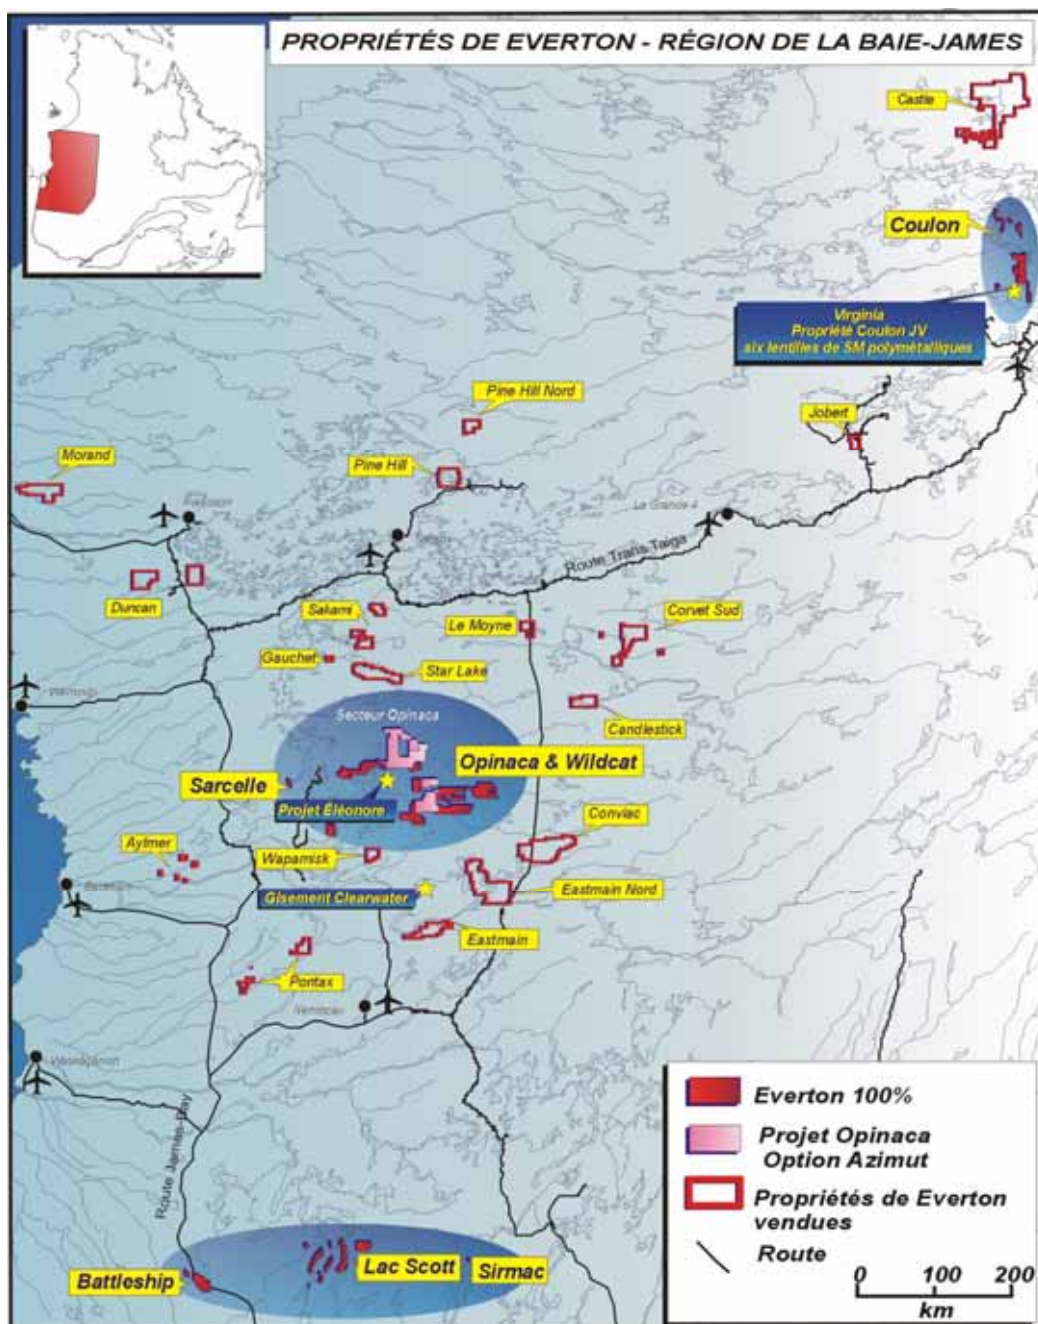 PROPRIÉTÉS DE EVERTON - RÉGION DE LA BAIE-JAMES
Castle
Coulon
Virginia
Propriété Coulon JV
six lentilles de SM polymétalliques
Pine Hill Nord
Jobert
Morand
Pine Hill
La Grande 4
Route Trans Taiga
Duncan
Sakami
Le Moyne
Corvet Sud
Gauchet
Star Lake
Candlestick
Secteur Opinaca
Opinaca & Wildcat
Sarcelle
Projet Éléonore
Conviac
Aylmer
Wapamisk
Gisement Clearwater
Eastmain Nord
Eastmain
Pontax
Nemiscau
Route James-Bay
Everton 100%
Projet Opinaca
Option Azimut
Propriétés de Everton
vendues
Route
0 100 200
km
Battleship
Lac Scott
Sirmac